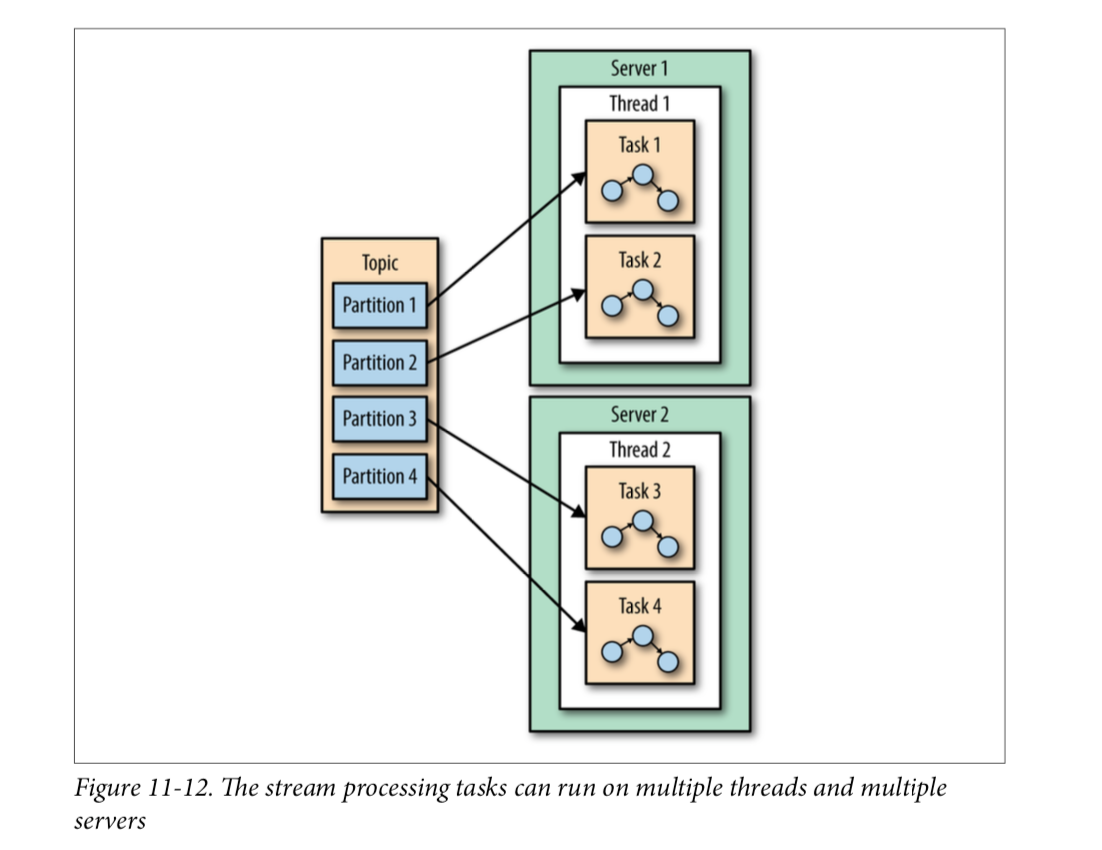 Server 1
Thread 1
Task 1
Task 2
Topic
Partition 1
Partition 2
Partition 3
Partition 4
Server 2
Thread 2
Task 3
Task 4
Figure 11-12. The stream processing tasks can run on multiple threads and multiple
servers